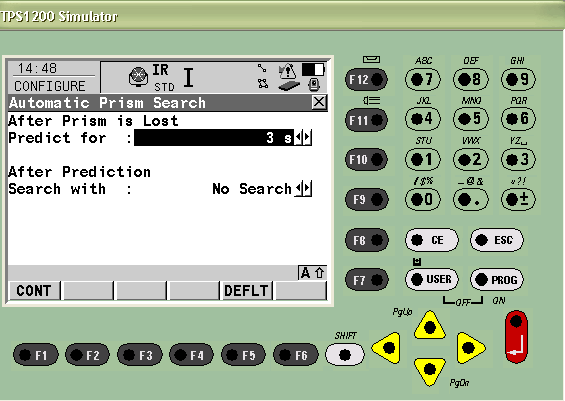 TPS1200 Simulator
14:48
CONFIGURE
IR
STD
I
Automatic Prism Search
After Prism is Lost
Predict for : 3 s
After Prediction
Search with : No Search
A
CONT DEFLT
F12 ABC 7 DEF 8 GHI 9
F11 JKL 4 MNO 5 PQR 6
F10 STU 1 VWX 2 YZ 3
F9 /$% 0 _@& . «?! ±
F8 CE ESC
F7 USER PROG
OFF ON
PgUp
F1 F2 F3 F4 F5 F6 SHIFT
PgDn